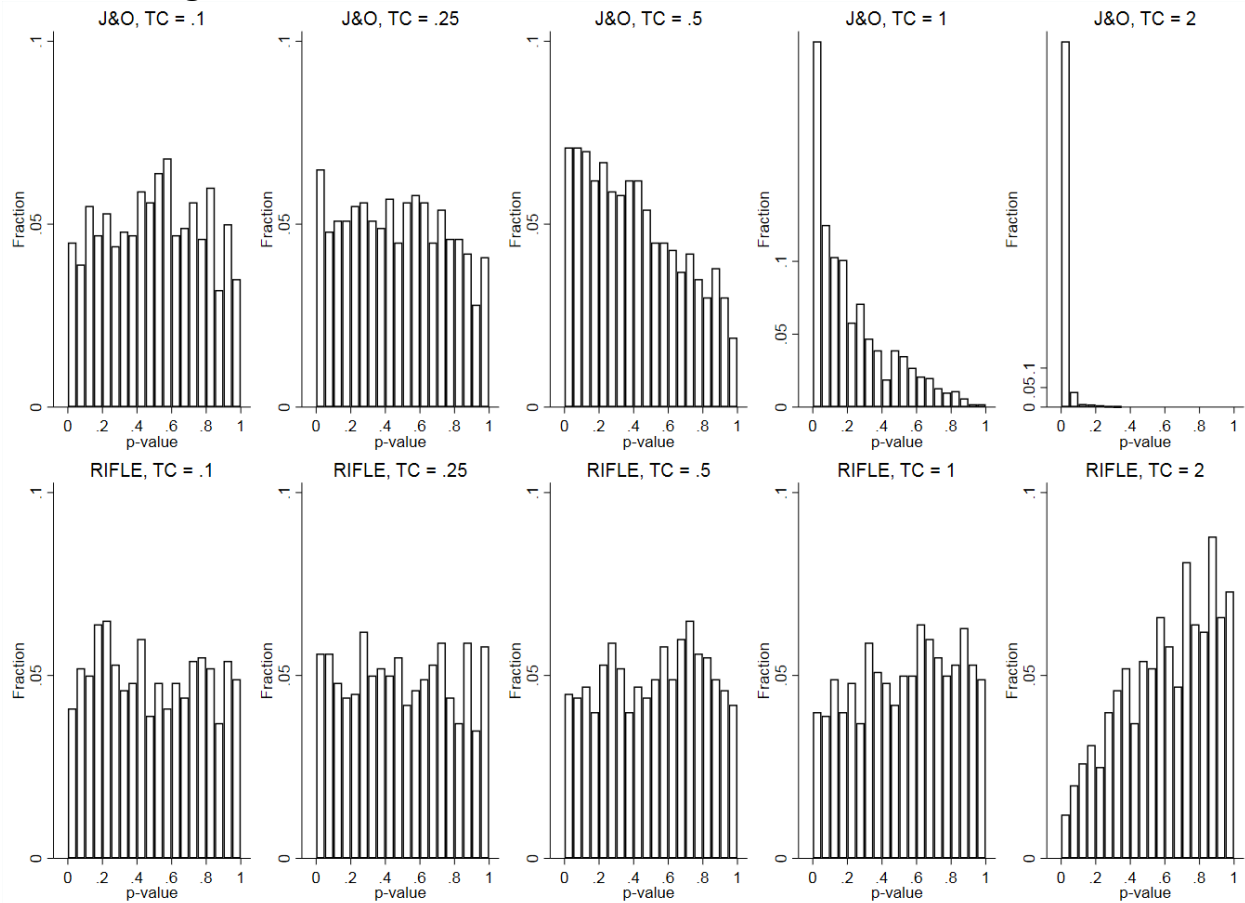 J&O, TC = .1
.1
.05
0
Fraction
0 .2 .4 .6 .8 1
p-value
J&O, TC = .25
.1
.05
0
Fraction
0 .2 .4 .6 .8 1
p-value
J&O, TC = .5
.1
.05
0
Fraction
0 .2 .4 .6 .8 1
p-value
J&O, TC = 1
.1
.05
0
Fraction
0 .2 .4 .6 .8 1
p-value
J&O, TC = 2
.1
.05
0
Fraction
0 .2 .4 .6 .8 1
p-value
RIFLE, TC = .1
.1
.05
0
Fraction
0 .2 .4 .6 .8 1
p-value
RIFLE, TC = .25
.1
.05
0
Fraction
0 .2 .4 .6 .8 1
p-value
RIFLE, TC = .5
.1
.05
0
Fraction
0 .2 .4 .6 .8 1
p-value
RIFLE, TC = 1
.1
.05
0
Fraction
0 .2 .4 .6 .8 1
p-value
RIFLE, TC = 2
.1
.05
0
Fraction
0 .2 .4 .6 .8 1
p-value